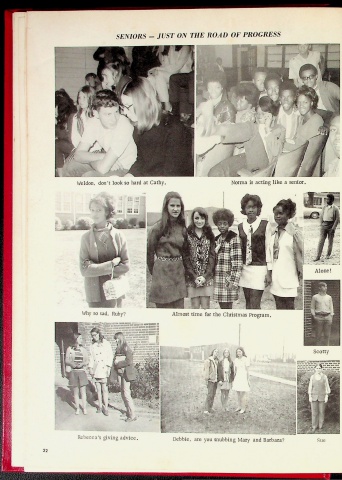 SENIORS — JUST ON THE ROAD OF PROGRESS
Weldon, don't look so hard at Cathy.
Norma is acting like a senior.
Alone!
Why so sad, Ruby?
Almost time for the Christmas Program.
Scotty
Rebecca's giving advice.
Debbie, are you snubbing Mary and Barbara?
Sue
22